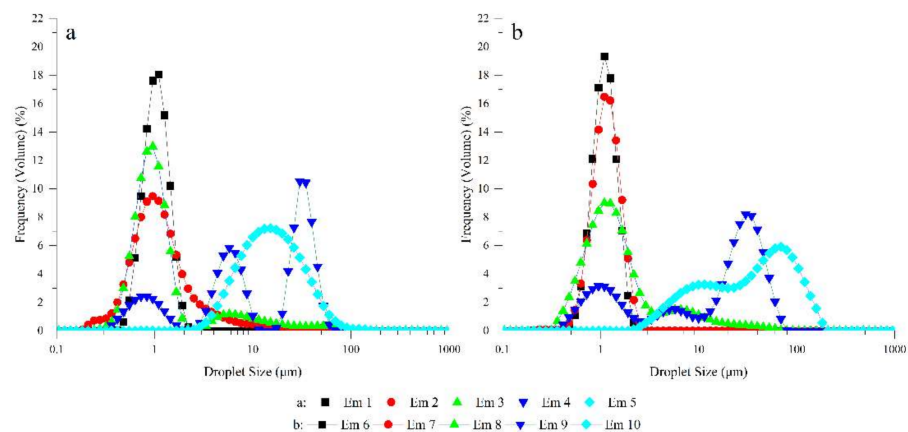 a
b
22
20
18
16
14
12
10
8
6
4
2
0
Frequency (Volume) (%)
0.1 1 10 100 1000
Droplet Size (μm)
22
20
18
16
14
12
10
8
6
4
2
0
Frequency (Volume) (%)
0.1 1 10 100 1000
Droplet Size (μm)
a: Em 1 Em 2 Em 3 Em 4 Em 5
b: Em 6 Em 7 Em 8 Em 9 Em 10